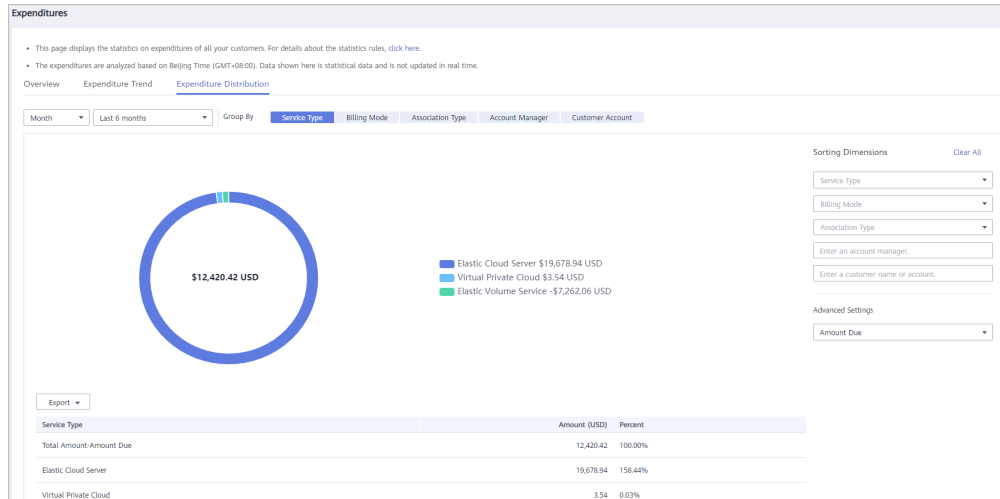 Expenditures
This page displays the statistics on expenditures of all your customers. For details about the statistics rules, click here.
The expenditures are analyzed based on Beijing Time (GMT+08:00). Data shown here is statistical data and is not updated in real time.
Overview Expenditure Trend Expenditure Distribution
Month Last 6 months Group By Service Type Billing Mode Association Type Account Manager Customer Account
Sorting Dimensions Clear All
Service Type
Billing Mode
Association Type
Enter an account manager.
Enter a customer name or account.
Advanced Settings
Amount Due
$12,420.42 USD
Elastic Cloud Server $19,678.94 USD
Virtual Private Cloud $3.54 USD
Elastic Volume Service -$7,262.06 USD
Export
Service Type Amount (USD) Percent
Total Amount-Amount Due 12,420.42 100.00%
Elastic Cloud Server 19,678.94 158.44%
Virtual Private Cloud 3.54 0.03%